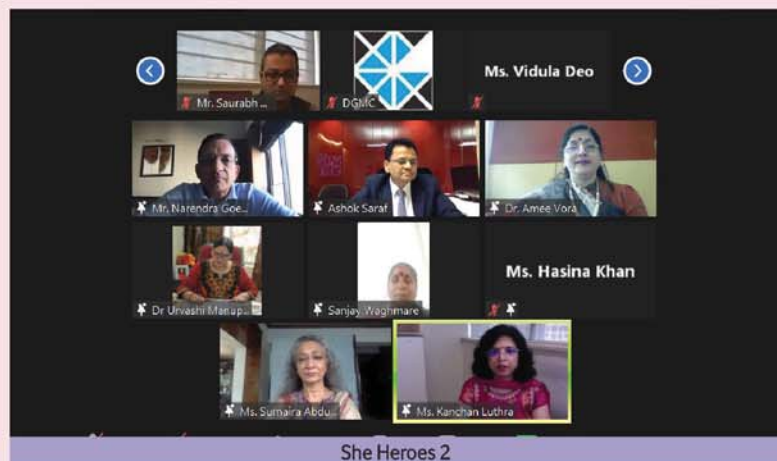 Ms. Vidula Deo
Mr. Saurabh ...
DGMC
Mr. Narendra Goe...
Ashok Saraf
Dr. Amee Vora
Ms. Hasina Khan
Dr Urvashi Manup...
Sanjay Waghmare
Ms. Sumaira Abdu...
Ms. Kanchan Luthra
She Heroes 2